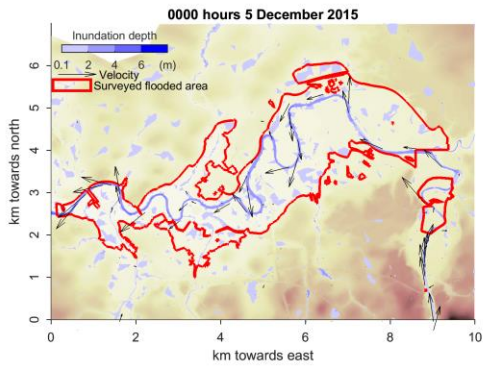 0000 hours 5 December 2015
Inundation depth
0.1 2 4 6 (m)
Velocity
Surveyed flooded area
km towards north
6
5
4
3
2
1
0
0 2 4 6 8 10
km towards east